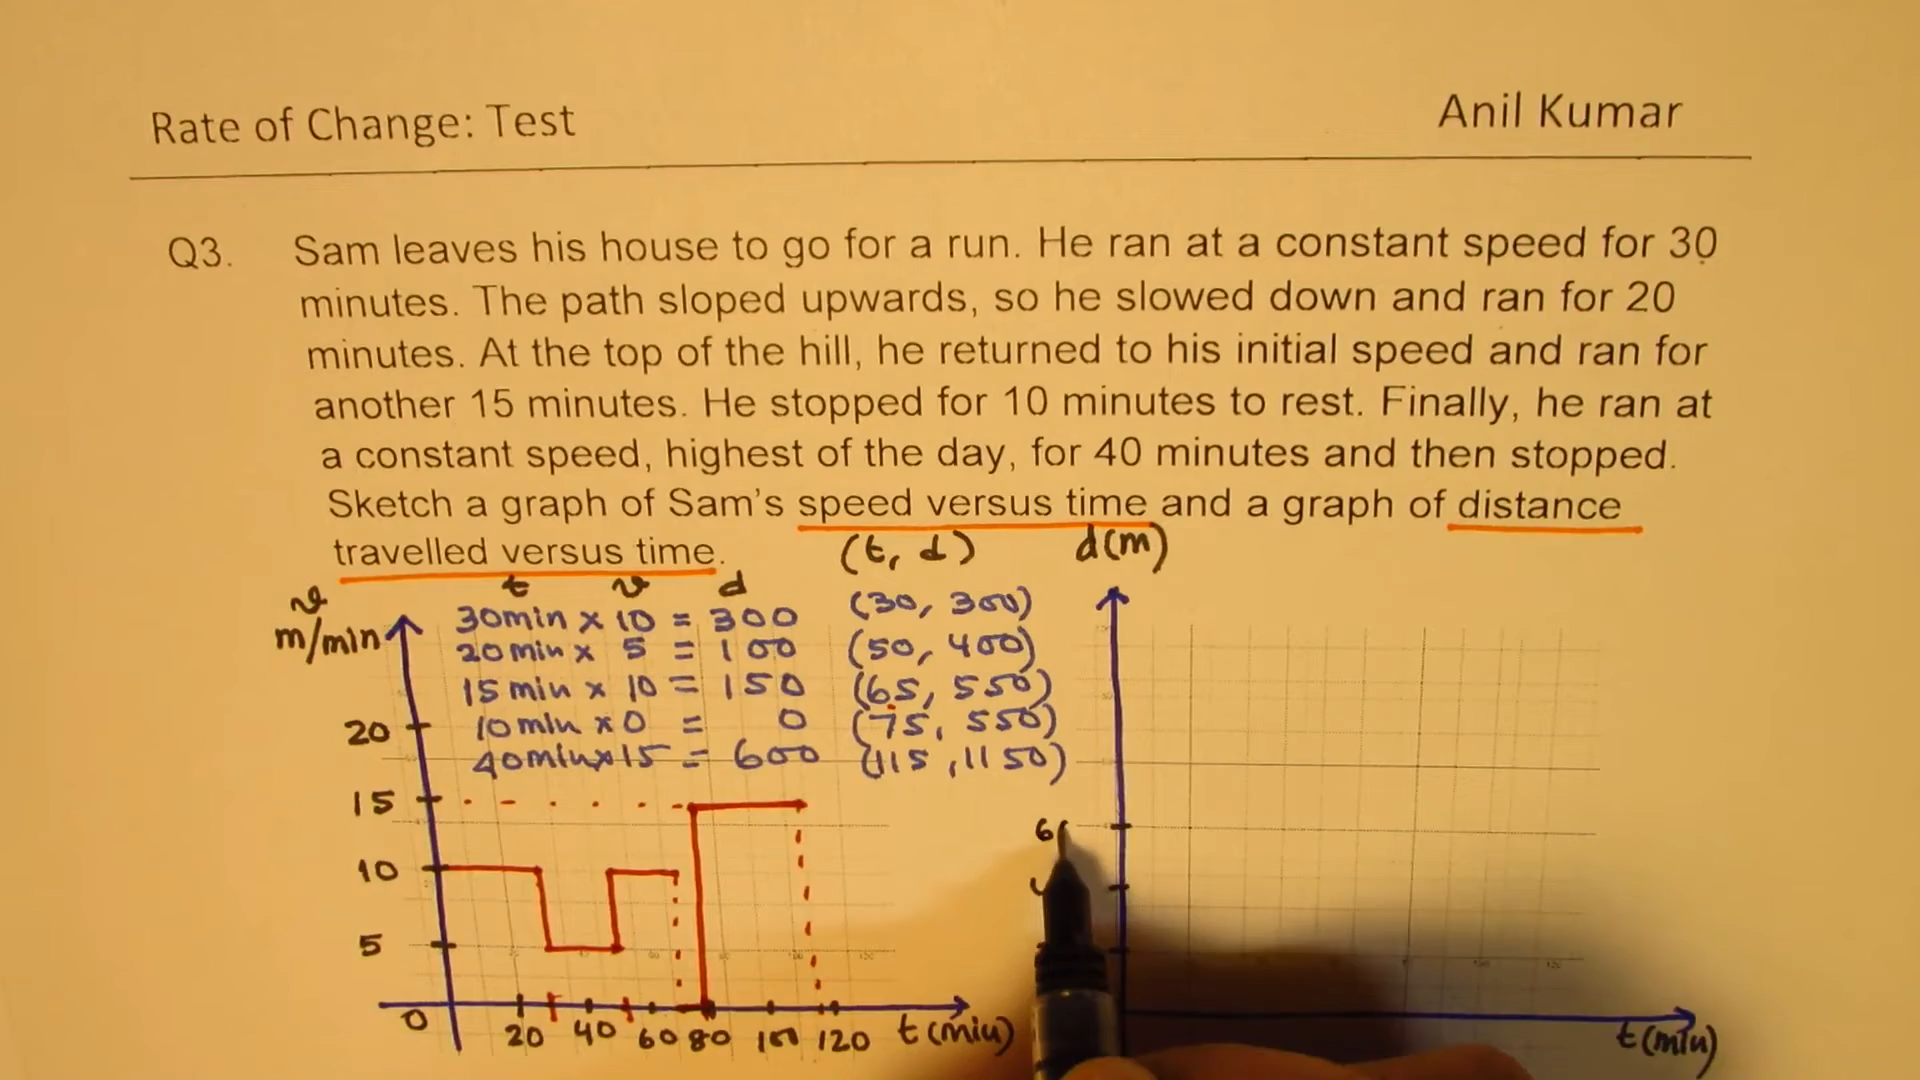 Rate of Change: Test
Anil Kumar
Q3. Sam leaves his house to go for a run. He ran at a constant speed for 30
minutes. The path sloped upwards, so he slowed down and ran for 20
minutes. At the top of the hill, he returned to his initial speed and ran for
another 15 minutes. He stopped for 10 minutes to rest. Finally, he ran at
a constant speed, highest of the day, for 40 minutes and then stopped.
Sketch a graph of Sam's speed versus time and a graph of distance
travelled versus time.
(t, d)
d(m)
t v d
v
m/min
30min x 10 = 300 (30, 300)
20min x 5 = 100 (50, 400)
15 min x 10 = 150 (65, 550)
10min x 0 = 0 (75, 550)
40min x 15 = 600 (115, 1150)
20
15
10
5
0
20 40 60 80 100 120 t(min)
6
t(min)